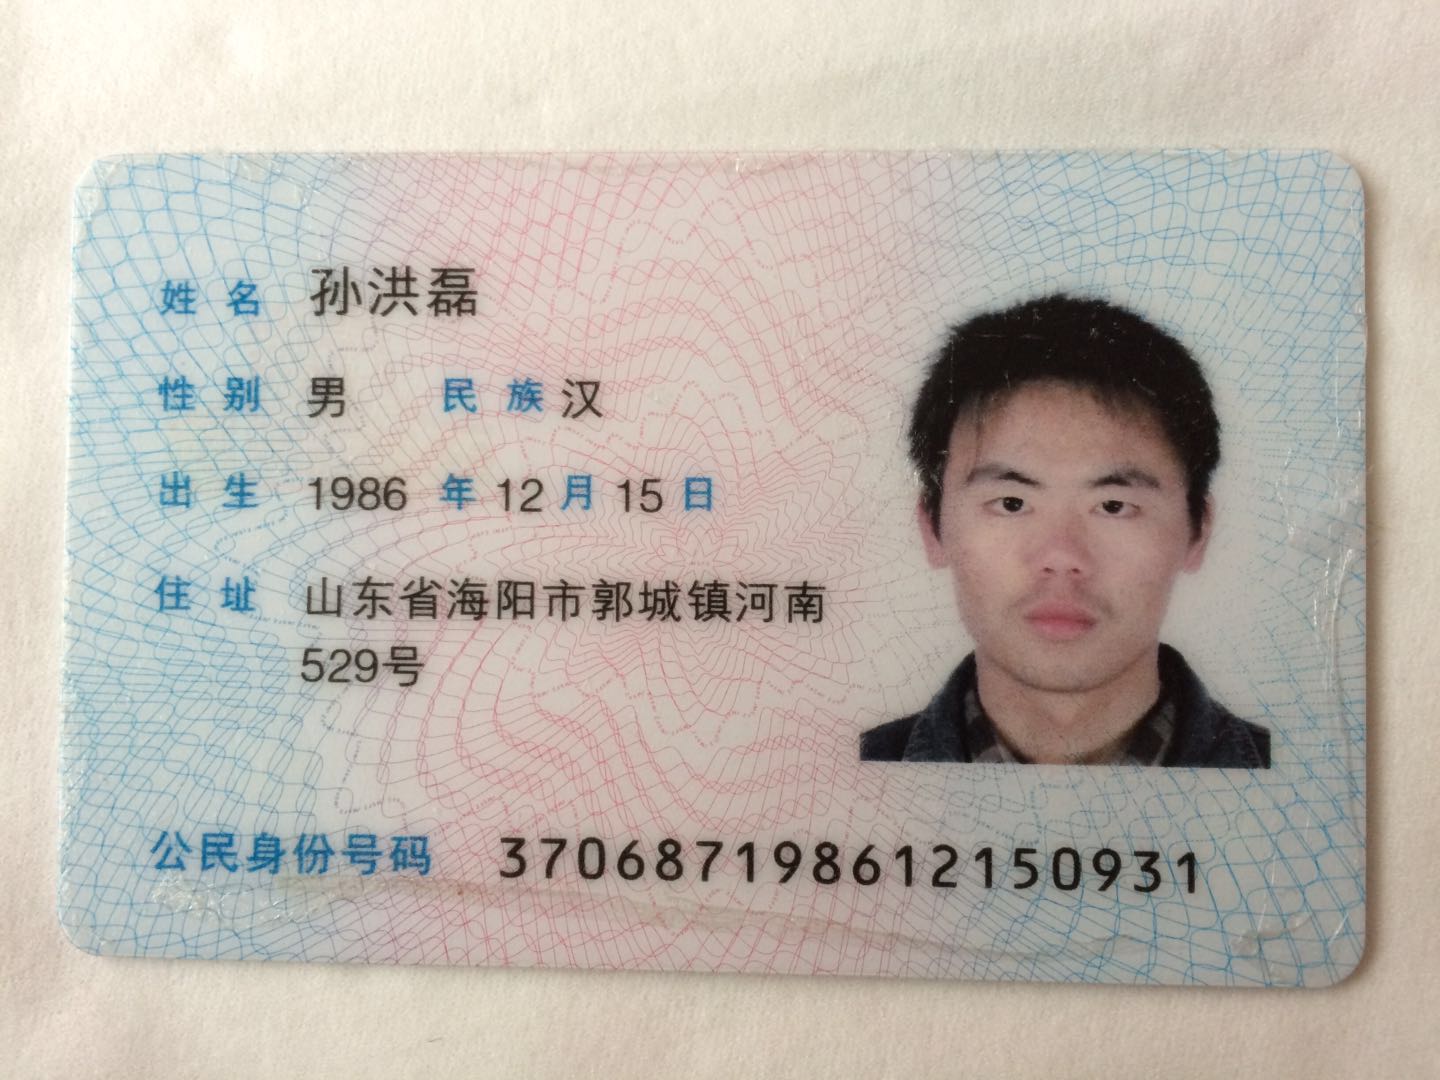 姓名 孙洪磊
性别 男 民族 汉
出生 1986 年 12 月 15 日
住址 山东省海阳市郭城镇河南
529号
公民身份号码 370687198612150931